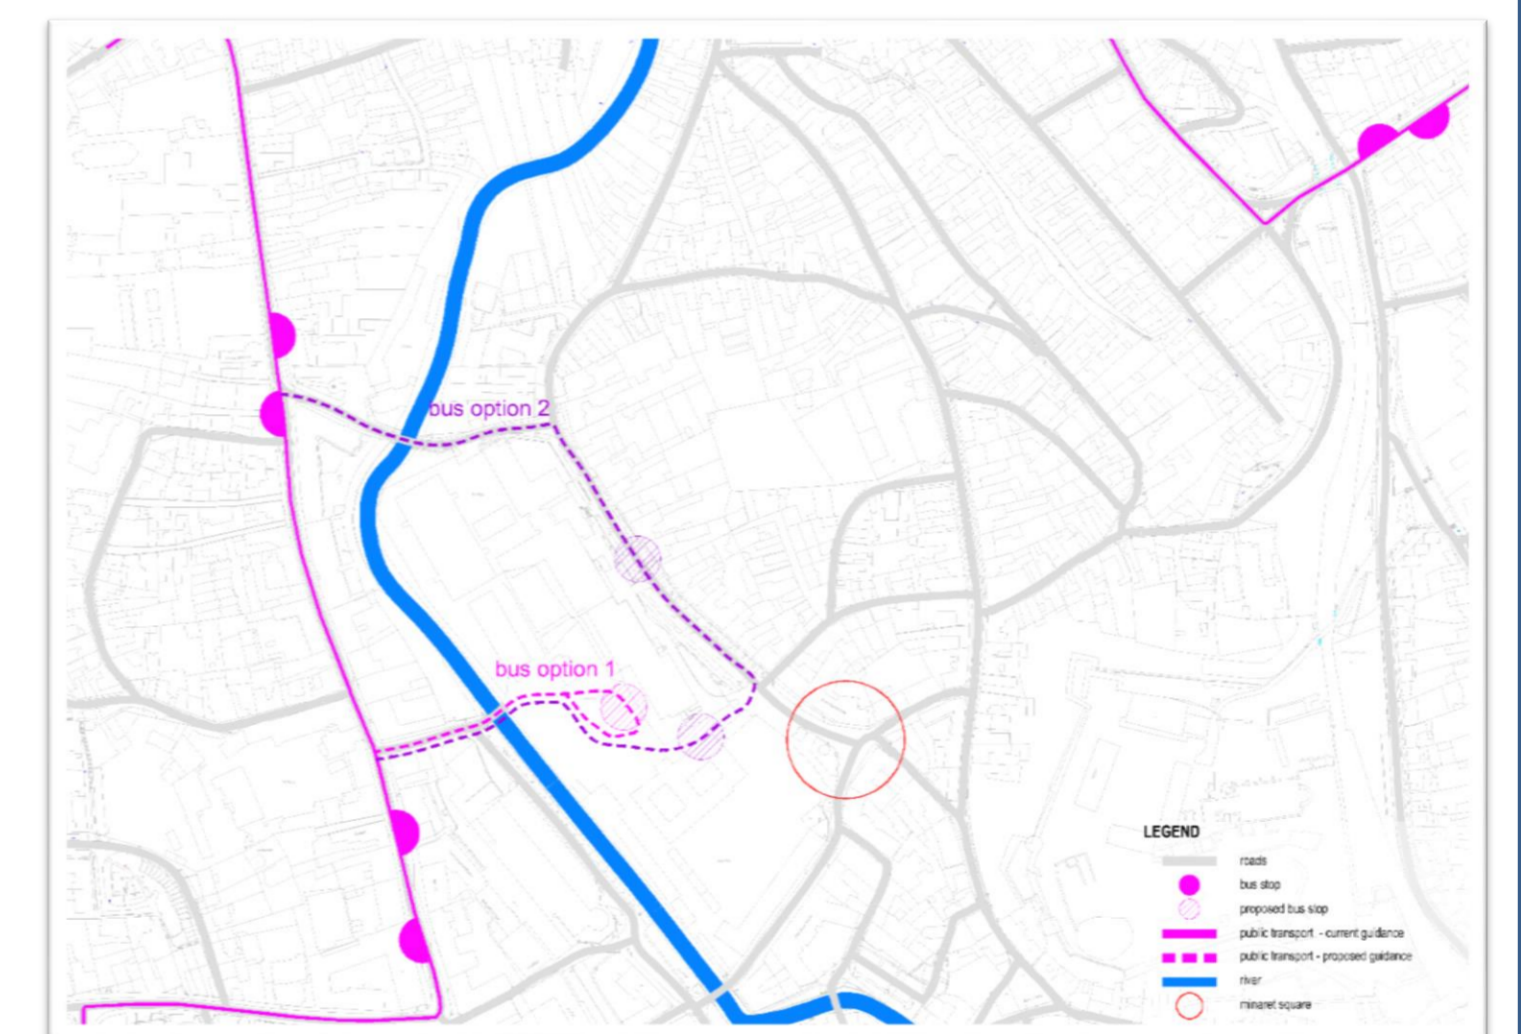 bus option 2
bus option 1
LEGEND
roads
bus stop
proposed bus stop
public transport - current guidance
public transport - proposed guidance
river
minaret square